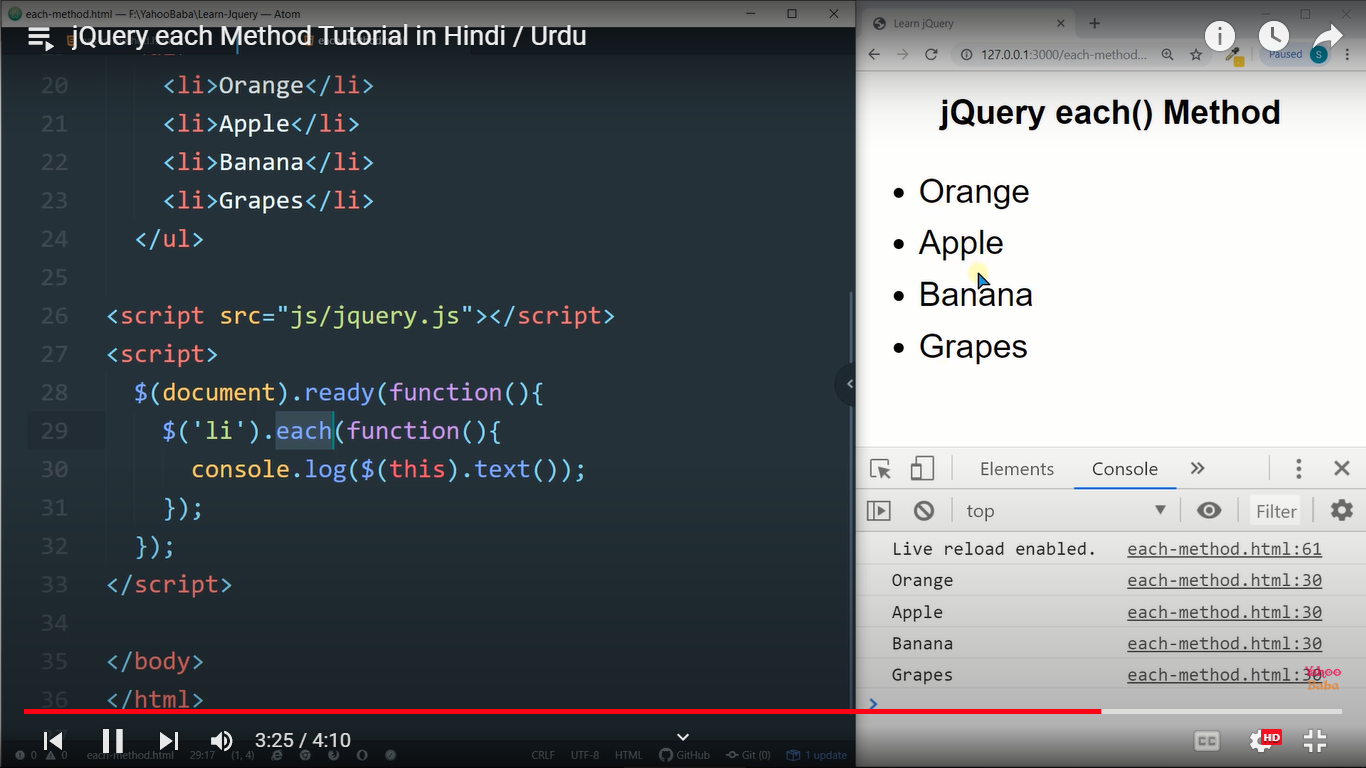 each-method.html — F:\YahooBaba\Learn-Jquery — Atom
jQuery each Method Tutorial in Hindi / Urdu
20 <li>Orange</li>
21 <li>Apple</li>
22 <li>Banana</li>
23 <li>Grapes</li>
24 </ul>
25
26 <script src="js/jquery.js"></script>
27 <script>
28 $(document).ready(function(){
29 $('li').each(function(){
30 console.log($(this).text());
31 });
32 });
33 </script>
34
35 </body>
36 </html>
3:25 / 4:10
0 0 each-method.html 29:17 (1, 4) CRLF UTF-8 HTML GitHub Git (0) 1 update
Learn jQuery
127.0.0.1:3000/each-method... Paused S
jQuery each() Method
• Orange
• Apple
• Banana
• Grapes
Elements Console »
top Filter
Live reload enabled. each-method.html:61
Orange each-method.html:30
Apple each-method.html:30
Banana each-method.html:30
Grapes each-method.html:30
Yahoo
Baba
CC HD